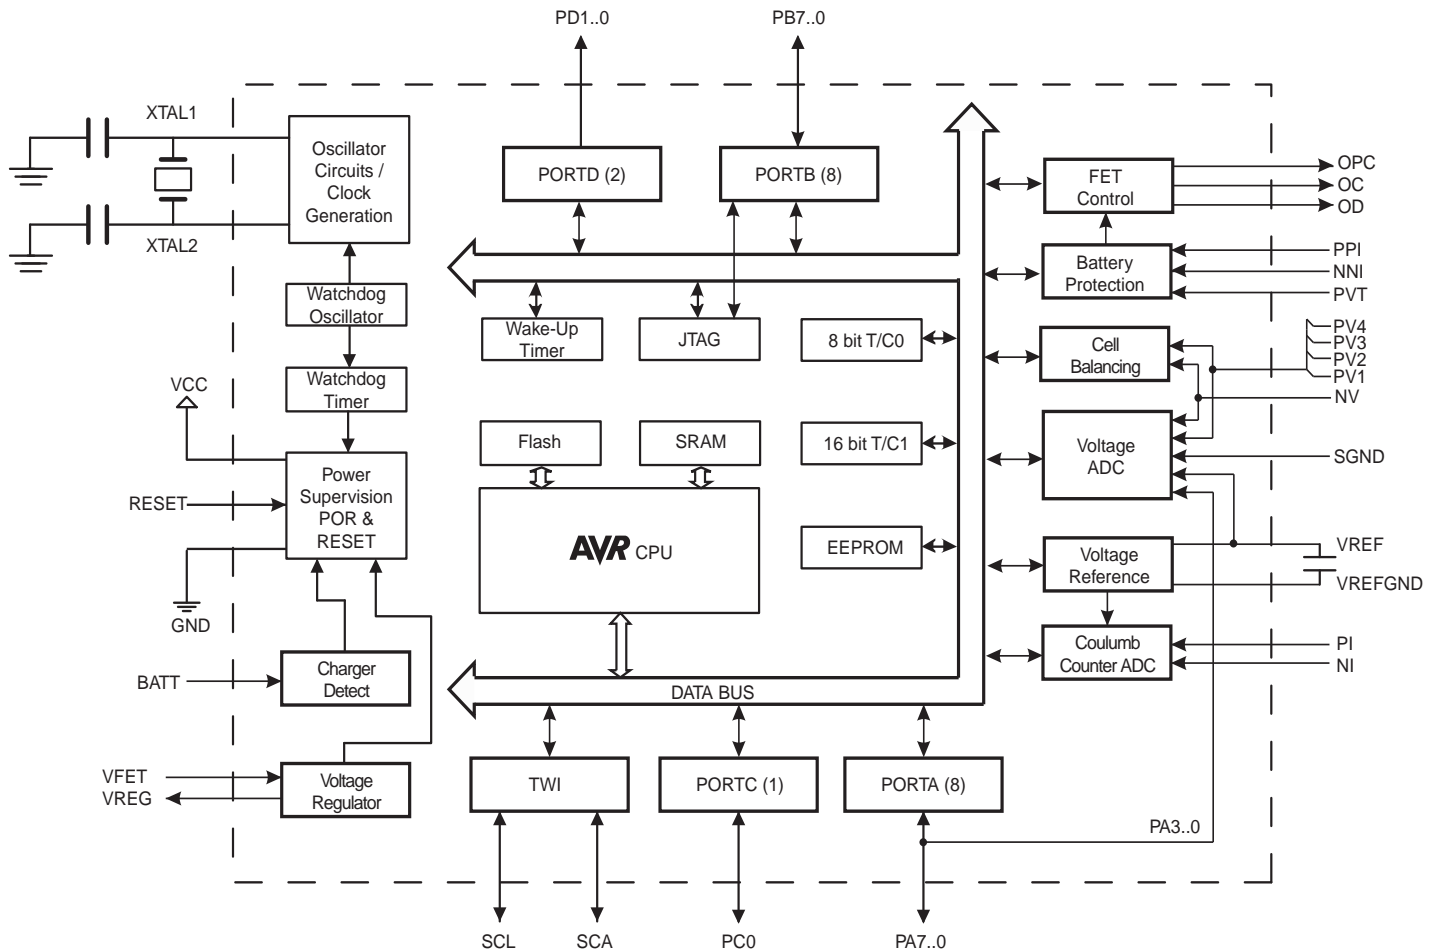 PD1..0
PB7..0
XTAL1
XTAL2
Oscillator
Circuits /
Clock
Generation
PORTD (2)
PORTB (8)
FET
Control
OPC
OC
OD
Battery
Protection
PPI
NNI
PVT
Watchdog
Oscillator
Wake-Up
Timer
JTAG
8 bit T/C0
Cell
Balancing
PV4
PV3
PV2
PV1
NV
Watchdog
Timer
VCC
Flash
SRAM
16 bit T/C1
Voltage
ADC
SGND
Power
Supervision
POR &
RESET
RESET
GND
AVR CPU
EEPROM
Voltage
Reference
VREF
VREFGND
Charger
Detect
BATT
Coulumb
Counter ADC
PI
NI
DATA BUS
VFET
VREG
Voltage
Regulator
TWI
PORTC (1)
PORTA (8)
PA3..0
SCL
SCA
PC0
PA7..0